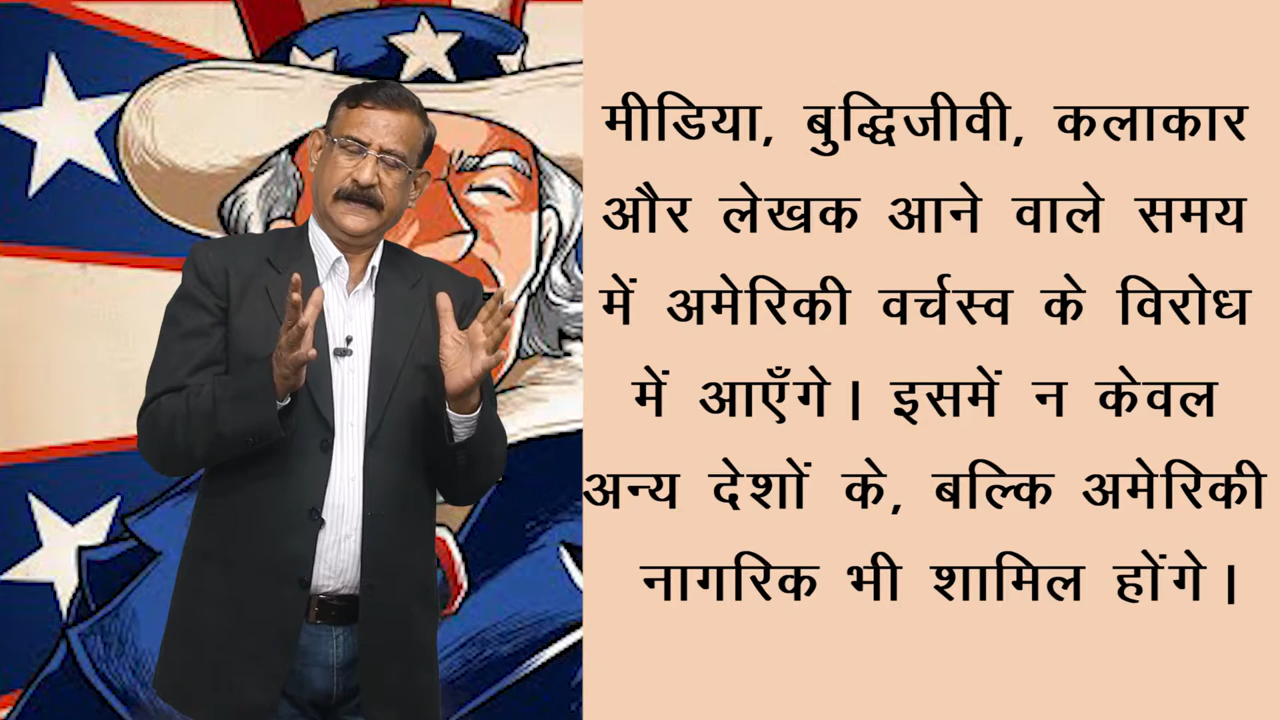 मीडिया, बुद्धिजीवी, कलाकार
और लेखक आने वाले समय
में अमेरिकी वर्चस्व के विरोध
में आएँगे। इसमें न केवल
अन्य देशों के, बल्कि अमेरिकी
नागरिक भी शामिल होंगे।